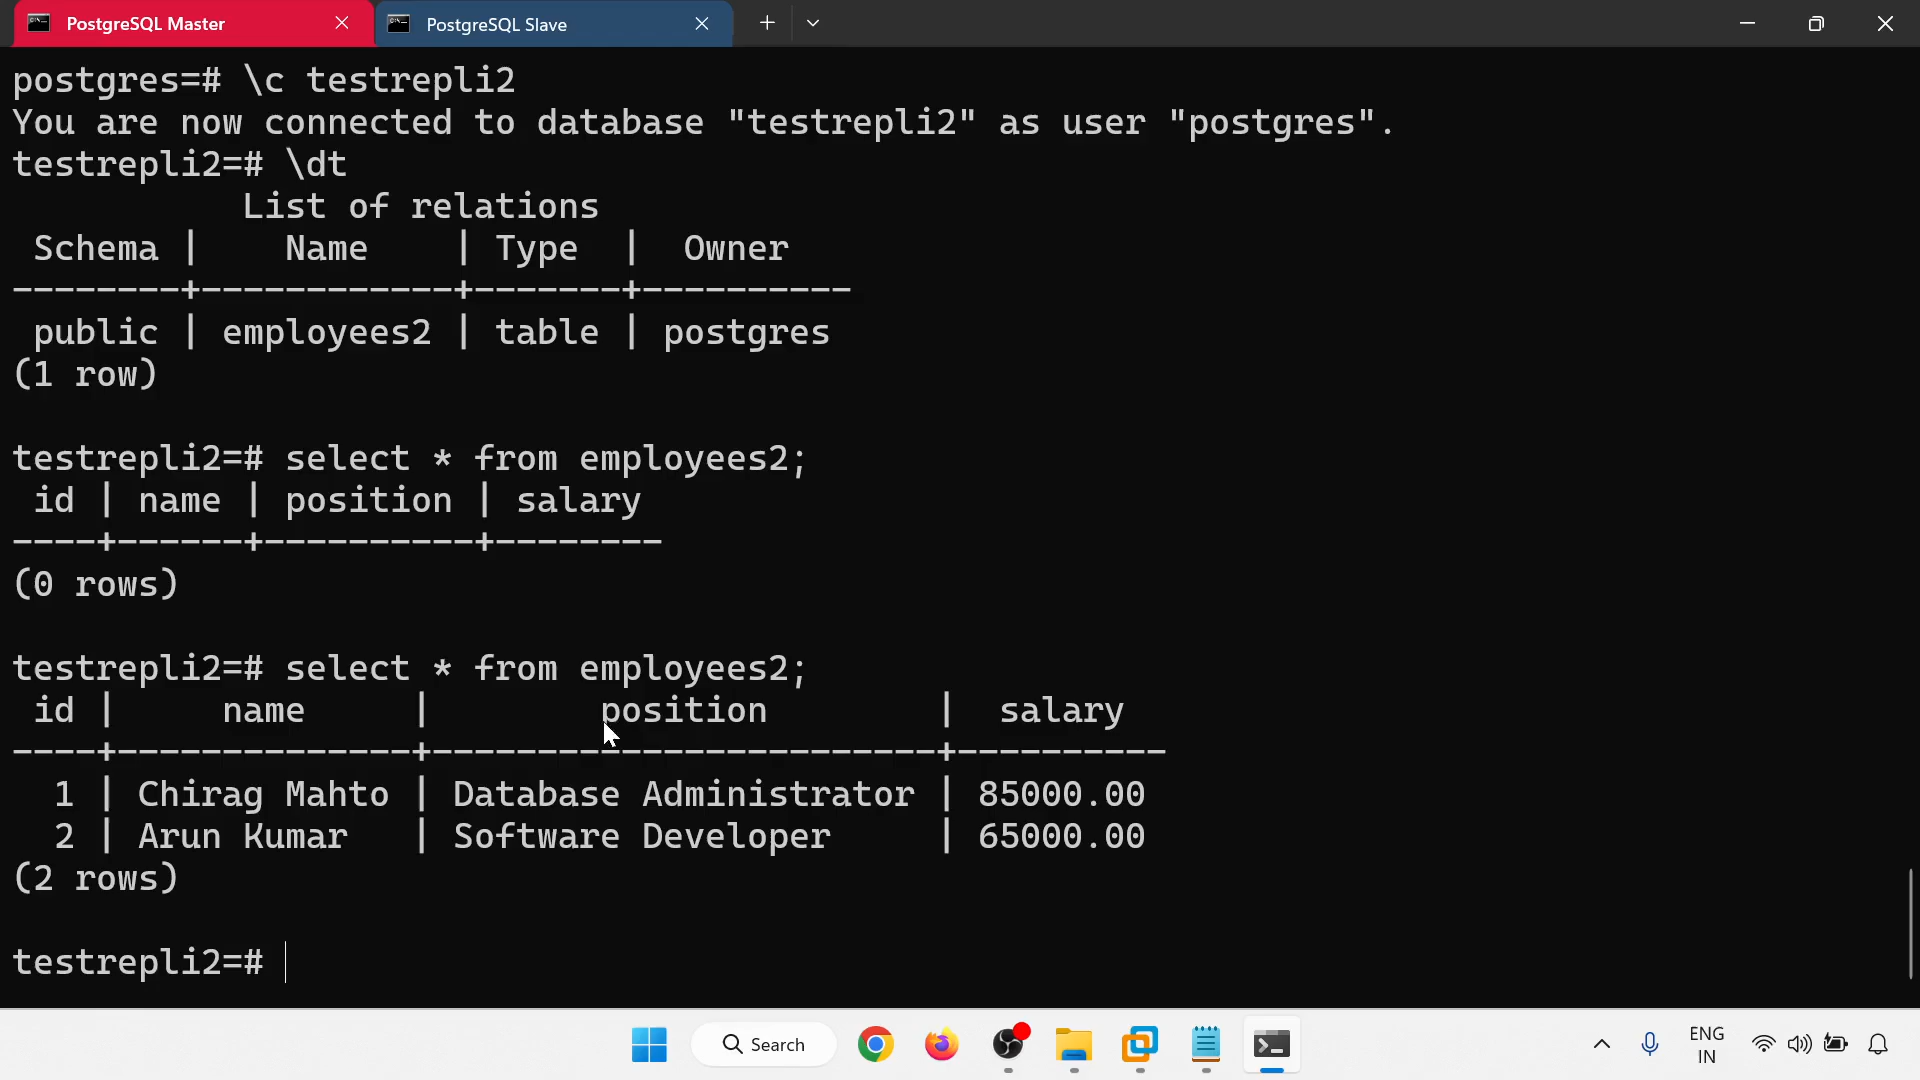 PostgreSQL Master
PostgreSQL Slave
postgres=# \c testrepli2
You are now connected to database "testrepli2" as user "postgres".
testrepli2=# \dt
List of relations
Schema | Name | Type | Owner
--------+------------+-------+----------
public | employees2 | table | postgres
(1 row)
testrepli2=# select * from employees2;
id | name | position | salary
----+------+----------+--------
(0 rows)
testrepli2=# select * from employees2;
id | name | position | salary
----+--------------+------------------------+----------
1 | Chirag Mahto | Database Administrator | 85000.00
2 | Arun Kumar | Software Developer | 65000.00
(2 rows)
testrepli2=#
Search
ENG
IN